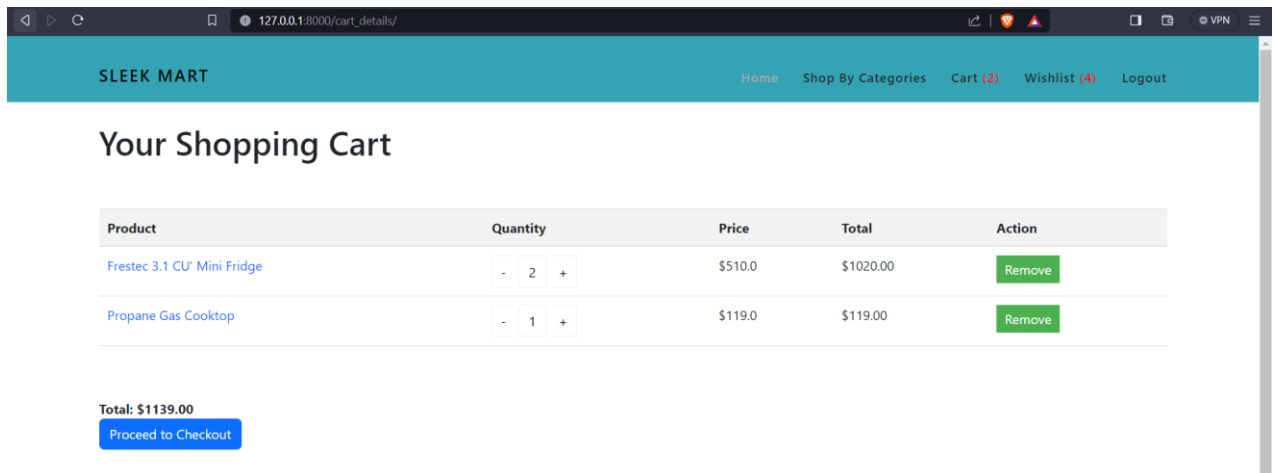 127.0.0.1:8000/cart_details/ VPN
SLEEK MART Home Shop By Categories Cart (2) Wishlist (4) Logout
Your Shopping Cart
Product Quantity Price Total Action
Frestec 3.1 CU' Mini Fridge - 2 + $510.0 $1020.00 Remove
Propane Gas Cooktop - 1 + $119.0 $119.00 Remove
Total: $1139.00
Proceed to Checkout